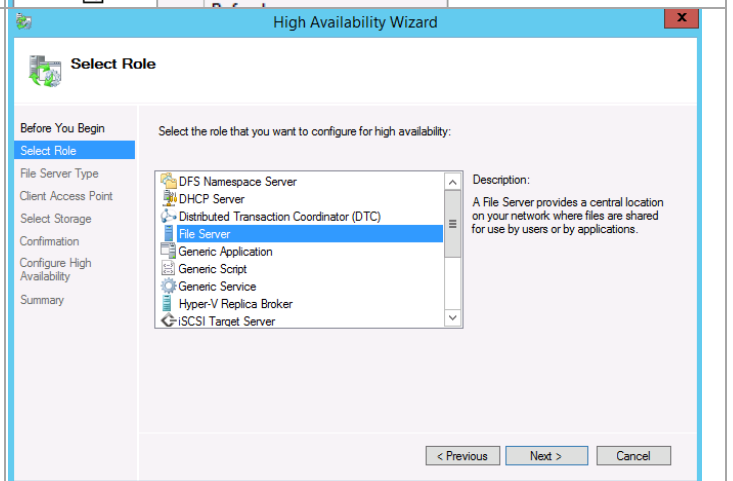 High Availability Wizard
X
Select Role
Before You Begin
Select Role
File Server Type
Client Access Point
Select Storage
Confirmation
Configure High
Availability
Summary
Select the role that you want to configure for high availability:
DFS Namespace Server
DHCP Server
Distributed Transaction Coordinator (DTC)
File Server
Generic Application
Generic Script
Generic Service
Hyper-V Replica Broker
iSCSI Target Server
Description:
A File Server provides a central location
on your network where files are shared
for use by users or by applications.
< Previous
Next >
Cancel